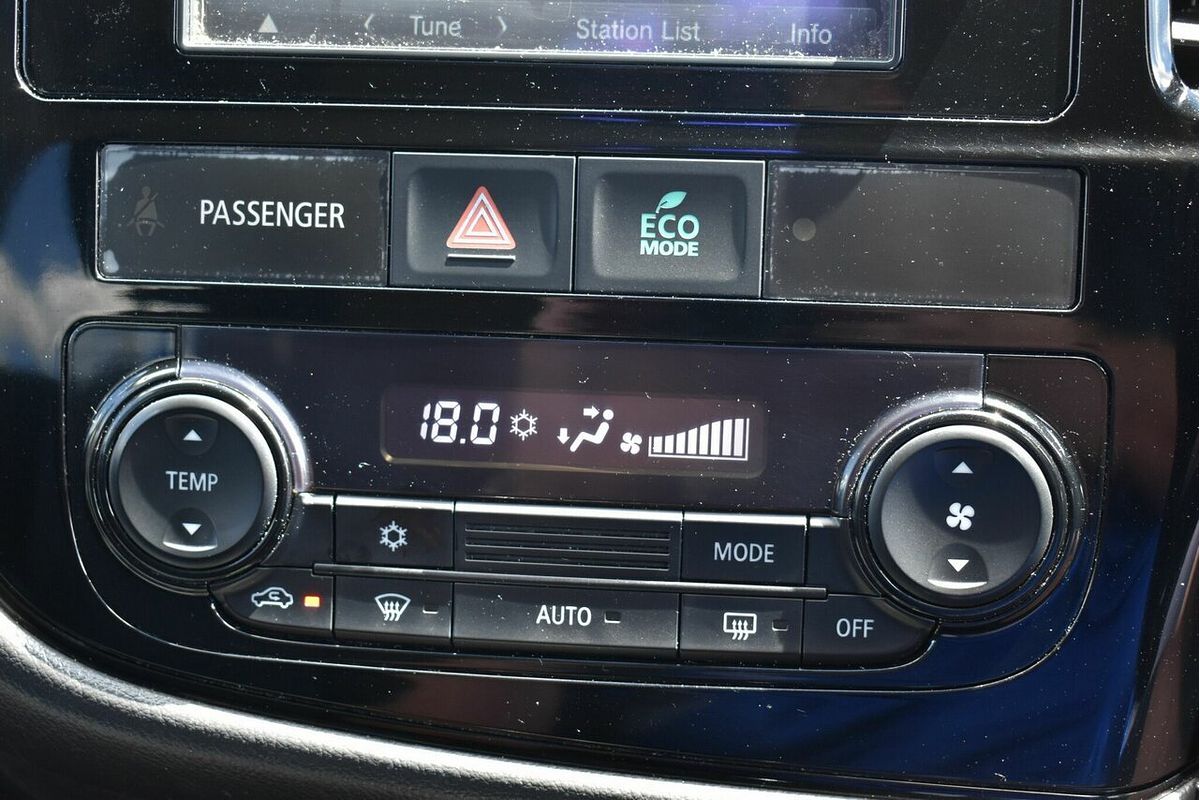 Tune
Station List
Info
PASSENGER
ECO
MODE
18.0
TEMP
MODE
AUTO
OFF